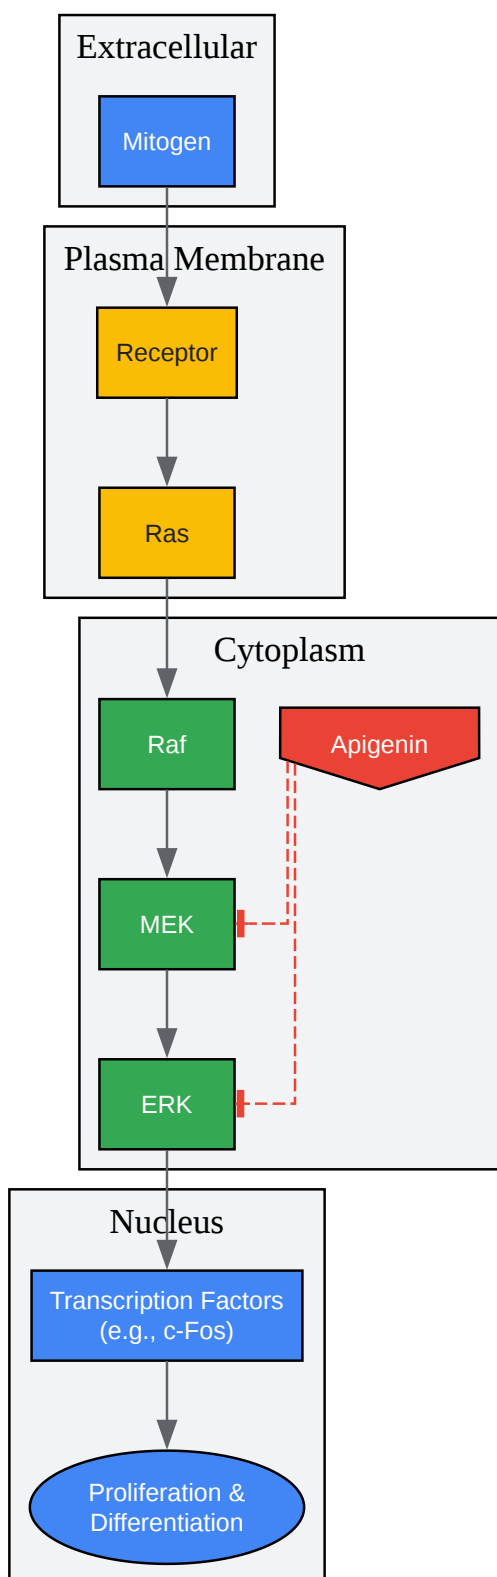 Extracellular
Mitogen
Plasma Membrane
Receptor
Ras
Cytoplasm
Raf
Apigenin
MEK
ERK
Nucleus
Transcription Factors
(e.g., c-Fos)
Proliferation &
Differentiation